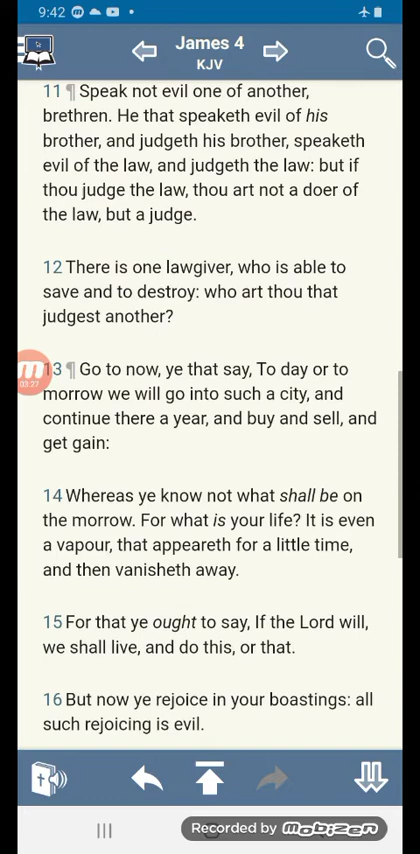 9:42
James 4
KJV
11 ¶ Speak not evil one of another,
brethren. He that speaketh evil of his
brother, and judgeth his brother, speaketh
evil of the law, and judgeth the law: but if
thou judge the law, thou art not a doer of
the law, but a judge.
12 There is one lawgiver, who is able to
save and to destroy: who art thou that
judgest another?
13 ¶ Go to now, ye that say, To day or to
03:27
morrow we will go into such a city, and
continue there a year, and buy and sell, and
get gain:
14 Whereas ye know not what shall be on
the morrow. For what is your life? It is even
a vapour, that appeareth for a little time,
and then vanisheth away.
15 For that ye ought to say, If the Lord will,
we shall live, and do this, or that.
16 But now ye rejoice in your boastings: all
such rejoicing is evil.
Recorded by mobizen